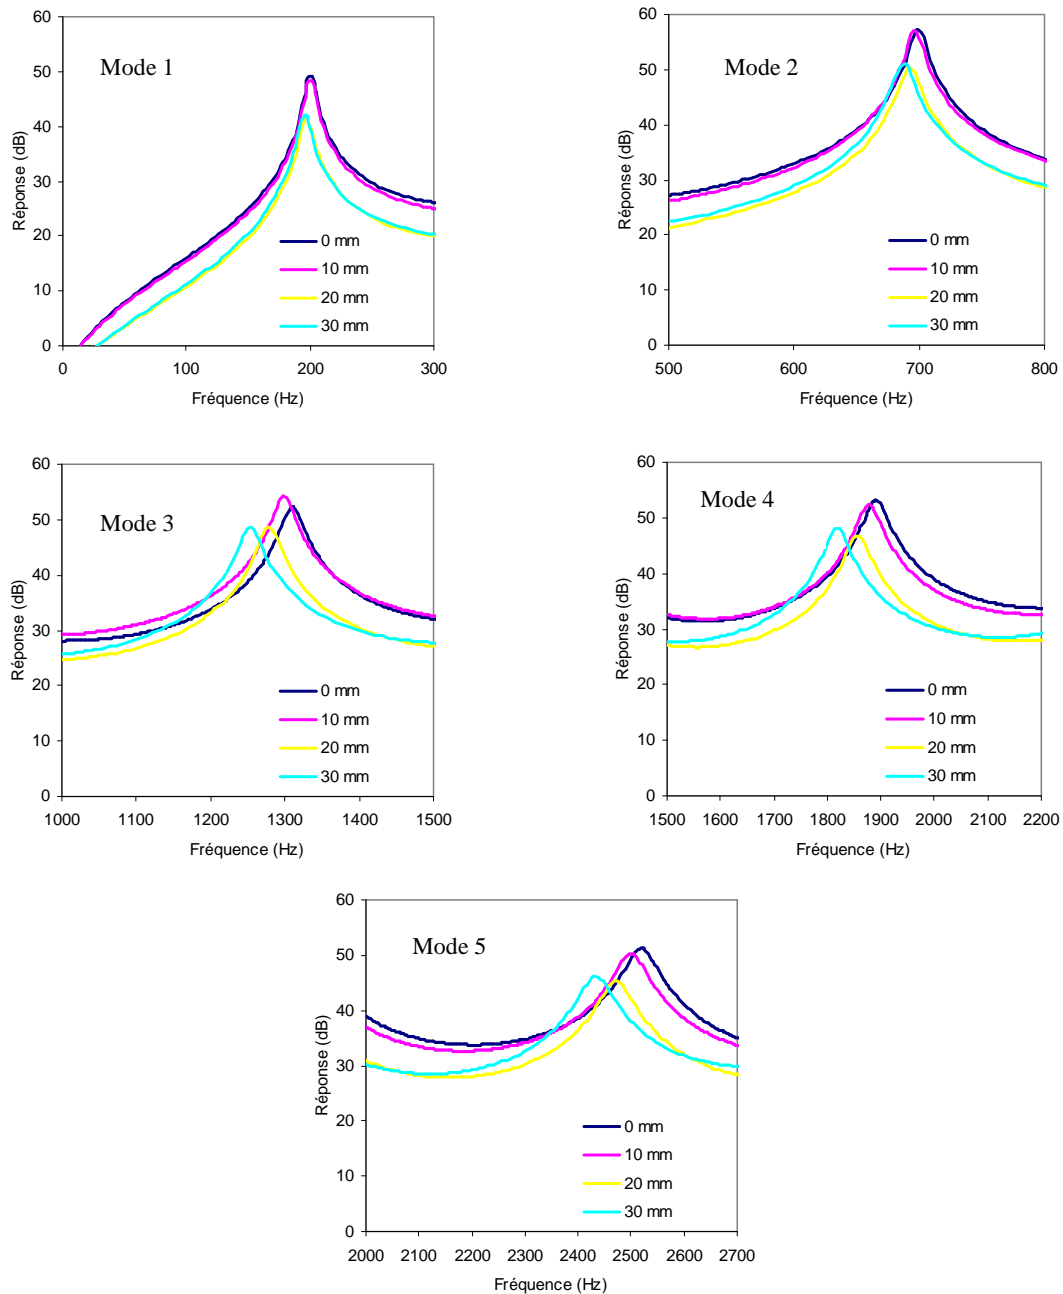 60
50
40
30
20
10
0
Réponse (dB)
Mode 1
0 mm
10 mm
20 mm
30 mm
0 100 200 300
Fréquence (Hz)
60
50
40
30
20
10
0
Réponse (dB)
Mode 2
0 mm
10 mm
20 mm
30 mm
500 600 700 800
Fréquence (Hz)
60
50
40
30
20
10
0
Réponse (dB)
Mode 3
0 mm
10 mm
20 mm
30 mm
1000 1100 1200 1300 1400 1500
Fréquence (Hz)
60
50
40
30
20
10
0
Réponse (dB)
Mode 4
0 mm
10 mm
20 mm
30 mm
1500 1600 1700 1800 1900 2000 2100 2200
Fréquence (Hz)
60
50
40
30
20
10
0
Réponse (dB)
Mode 5
0 mm
10 mm
20 mm
30 mm
2000 2100 2200 2300 2400 2500 2600 2700
Fréquence (Hz)